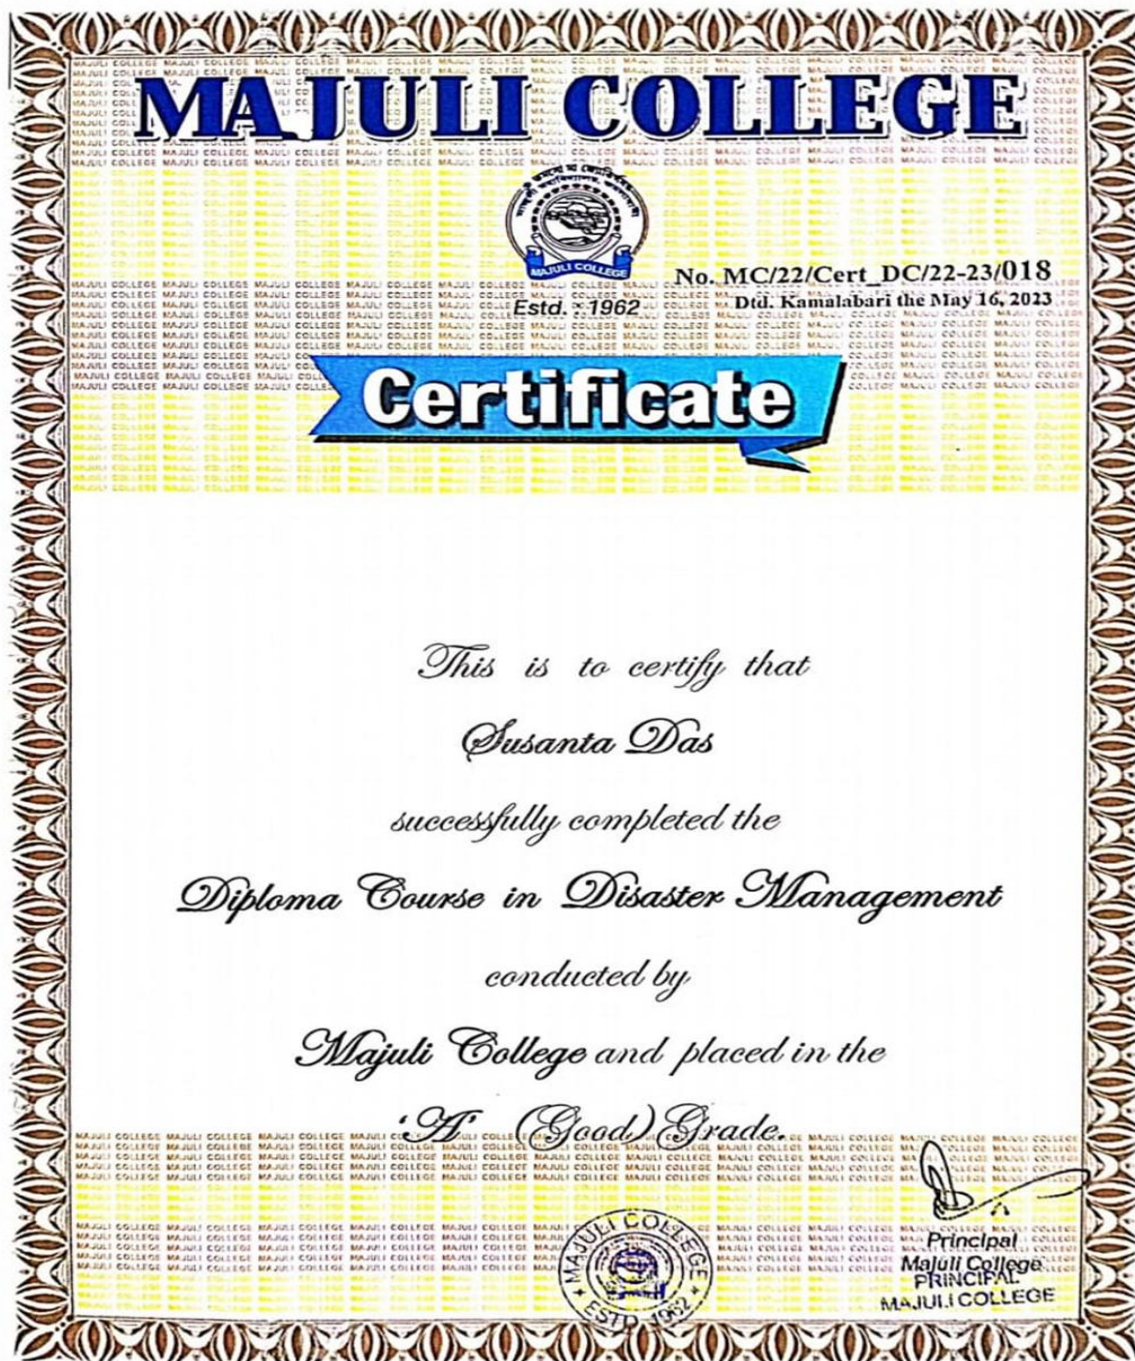 MAJULI COLLEGE
MAJULI COLLEGE
Estd. : 1962
No. MC/22/Cert_DC/22-23/018
Dtd. Kamalabari the May 16, 2023
Certificate
This is to certify that
Susanta Das
successfully completed the
Diploma Course in Disaster Management
conducted by
Majuli College and placed in the
'A' (Good) Grade.
MAJULI COLLEGE
ESTD 1962
Principal
Majuli College
PRINCIPAL
MAJULI COLLEGE